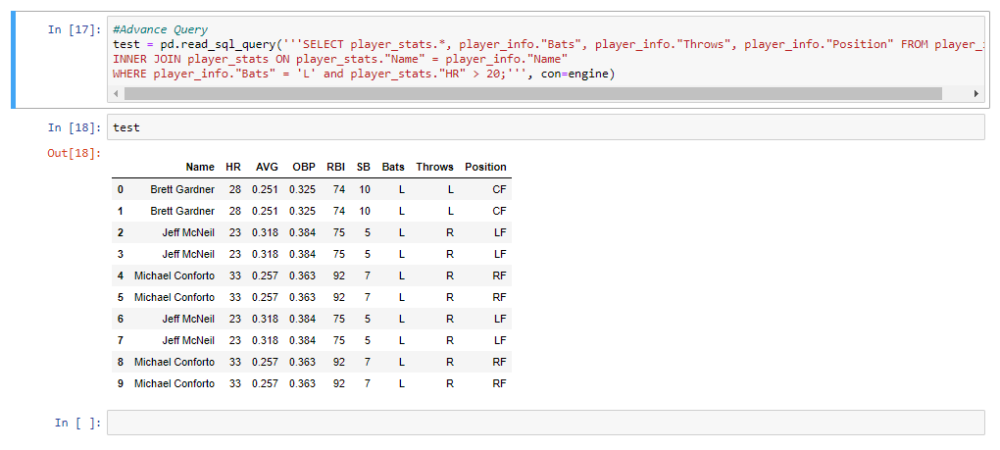 In [17]: #Advance Query
test = pd.read_sql_query('''SELECT player_stats.*, player_info."Bats", player_info."Throws", player_info."Position" FROM player_
INNER JOIN player_stats ON player_stats."Name" = player_info."Name"
WHERE player_info."Bats" = 'L' and player_stats."HR" > 20;''', con=engine)
In [18]: test
Out[18]:
Name HR AVG OBP RBI SB Bats Throws Position
0 Brett Gardner 28 0.251 0.325 74 10 L L CF
1 Brett Gardner 28 0.251 0.325 74 10 L L CF
2 Jeff McNeil 23 0.318 0.384 75 5 L R LF
3 Jeff McNeil 23 0.318 0.384 75 5 L R LF
4 Michael Conforto 33 0.257 0.363 92 7 L R RF
5 Michael Conforto 33 0.257 0.363 92 7 L R RF
6 Jeff McNeil 23 0.318 0.384 75 5 L R LF
7 Jeff McNeil 23 0.318 0.384 75 5 L R LF
8 Michael Conforto 33 0.257 0.363 92 7 L R RF
9 Michael Conforto 33 0.257 0.363 92 7 L R RF
In [ ]: